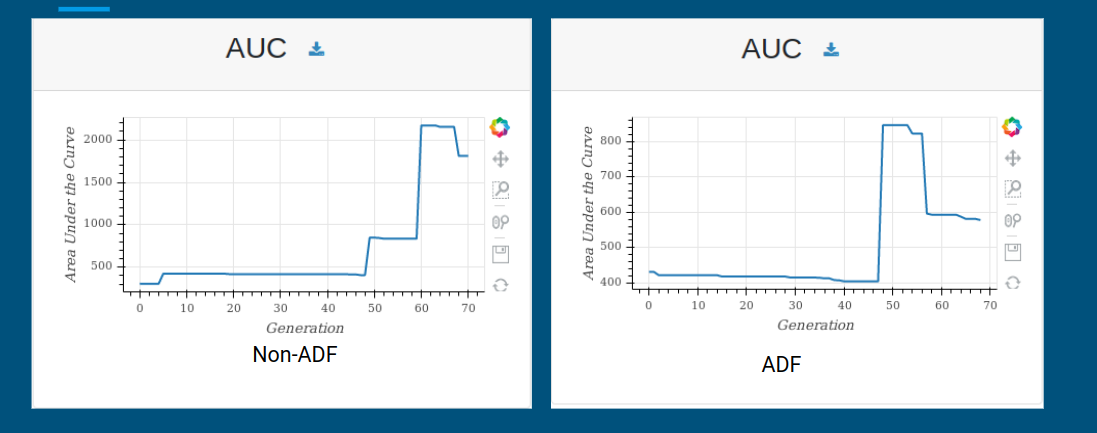 AUC
Area Under the Curve
2000
1500
1000
500
0 10 20 30 40 50 60 70
Generation
Non-ADF
AUC
Area Under the Curve
800
700
600
500
400
0 10 20 30 40 50 60 70
Generation
ADF